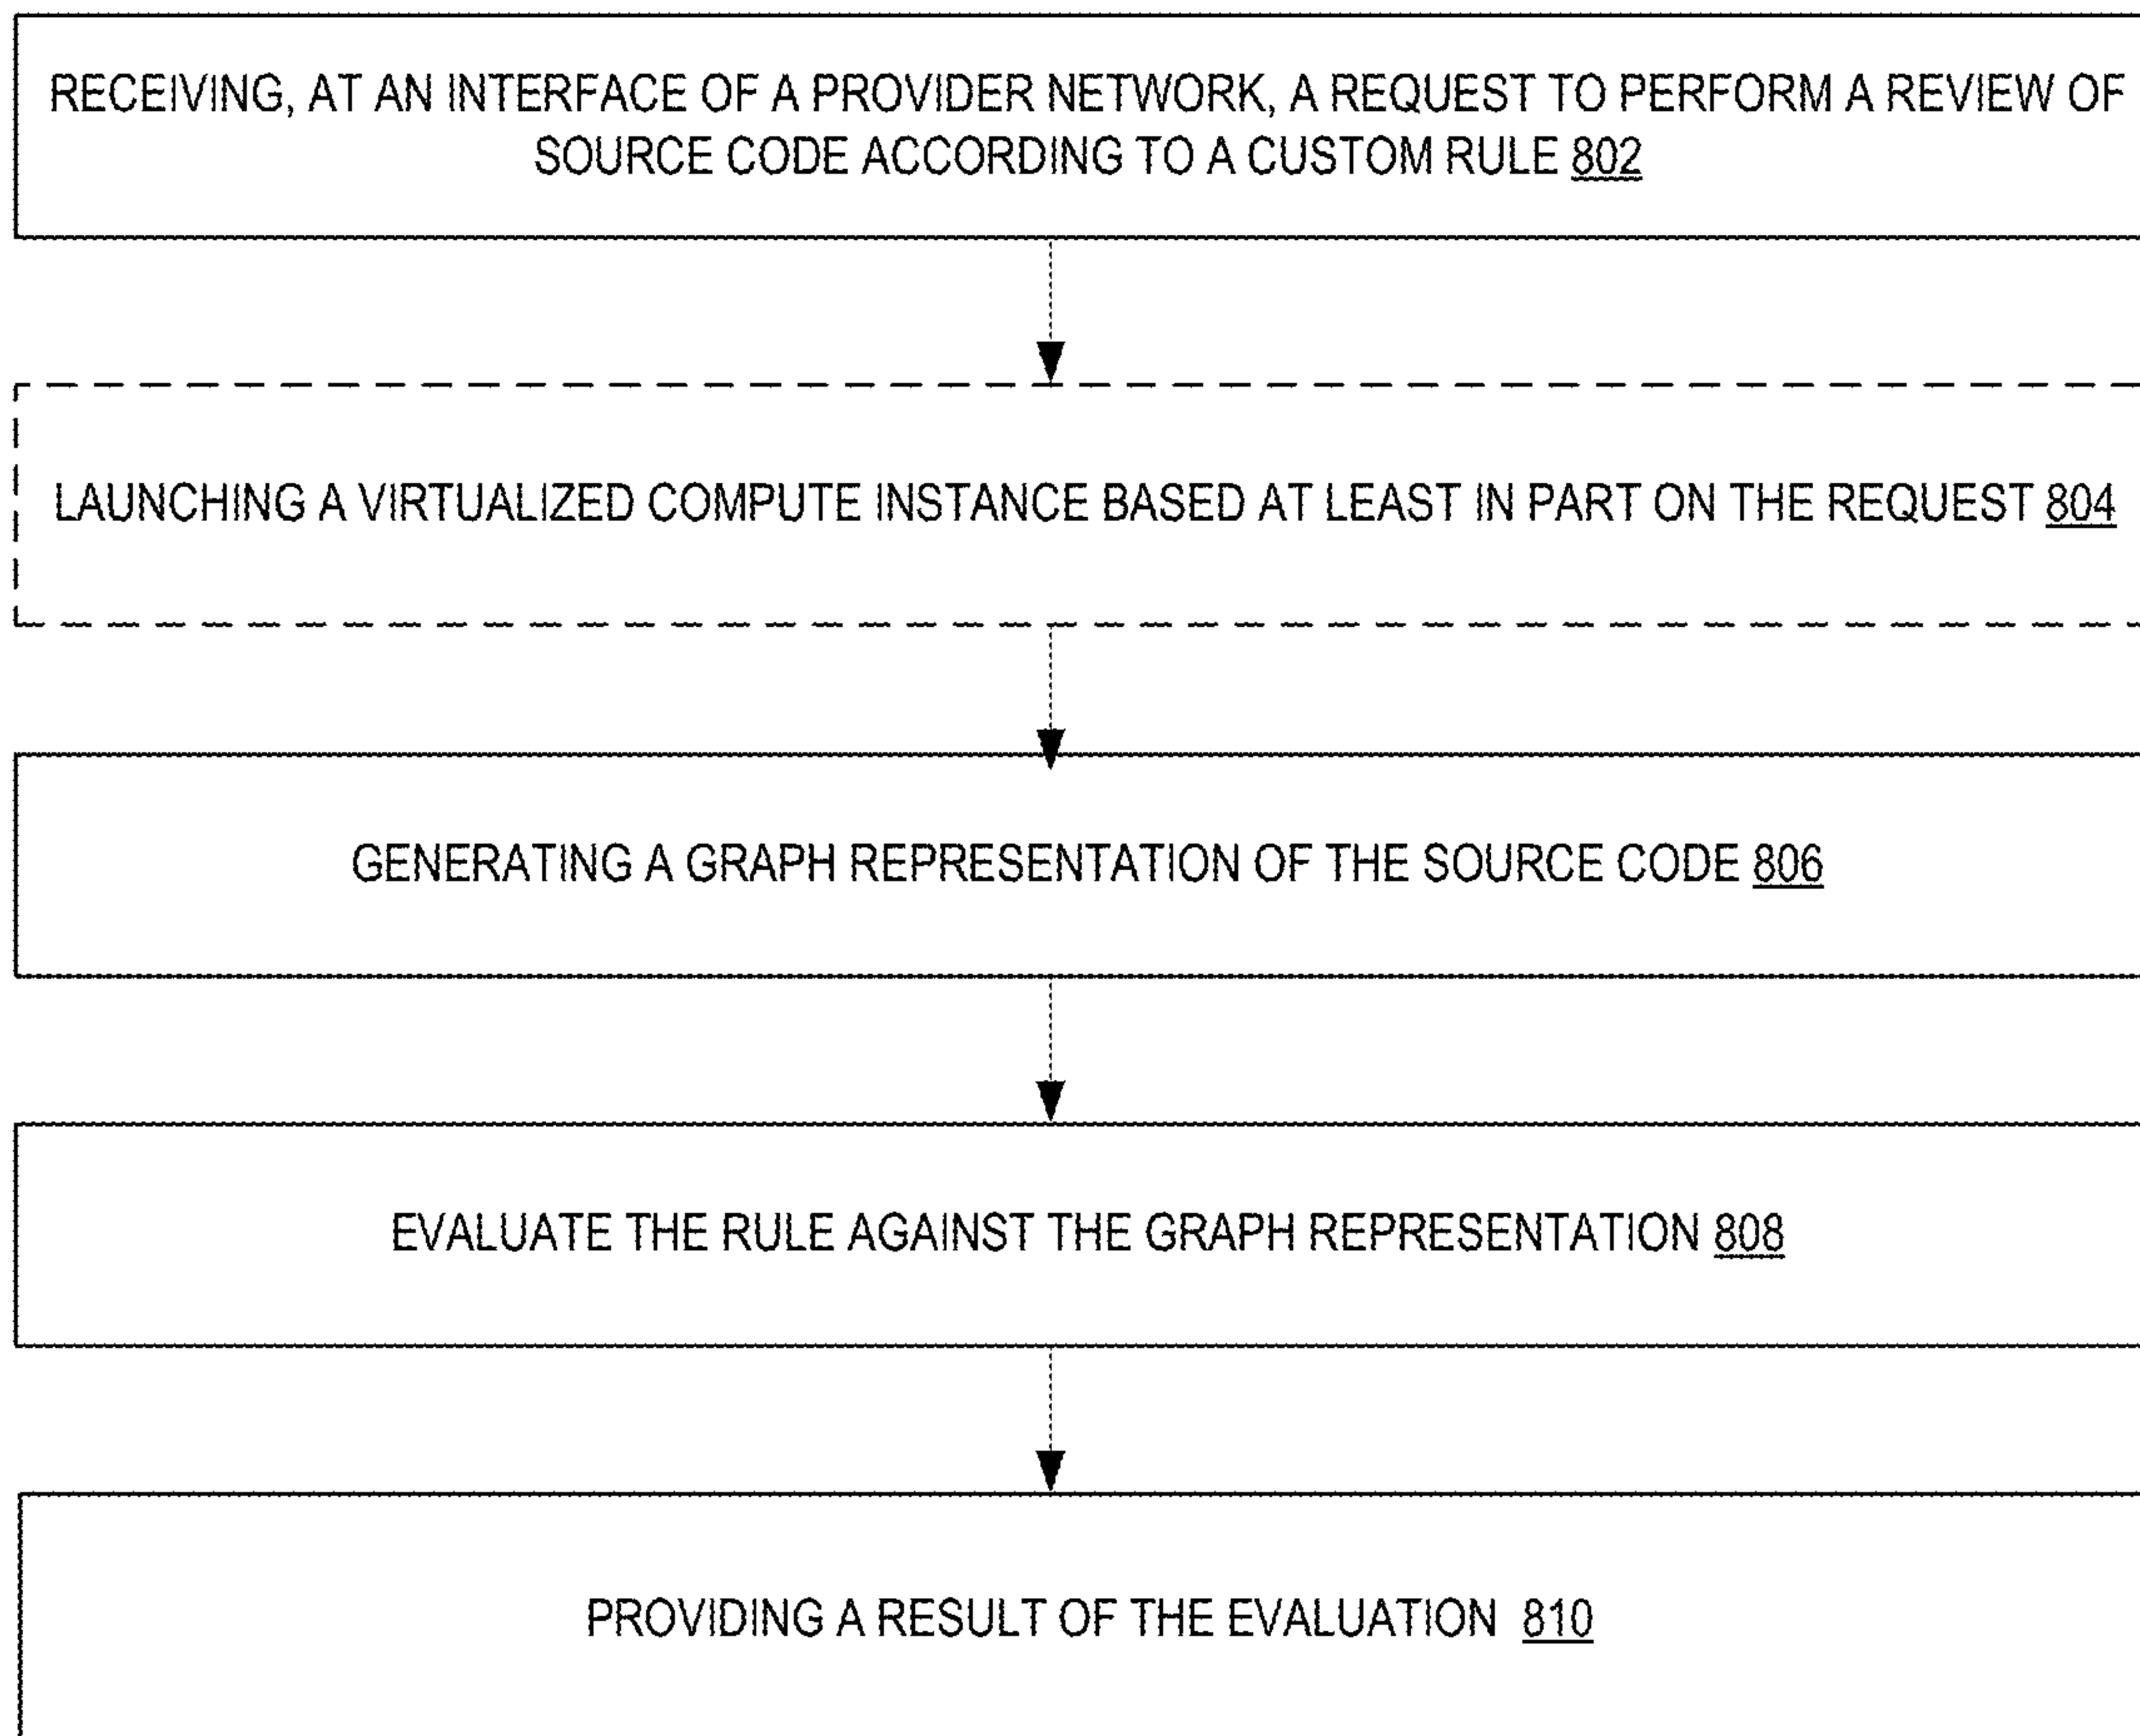 RECEIVING, AT AN INTERFACE OF A PROVIDER NETWORK, A REQUEST TO PERFORM A REVIEW OF
SOURCE CODE ACCORDING TO A CUSTOM RULE 802
LAUNCHING A VIRTUALIZED COMPUTE INSTANCE BASED AT LEAST IN PART ON THE REQUEST 804
GENERATING A GRAPH REPRESENTATION OF THE SOURCE CODE 806
EVALUATE THE RULE AGAINST THE GRAPH REPRESENTATION 808
PROVIDING A RESULT OF THE EVALUATION 810